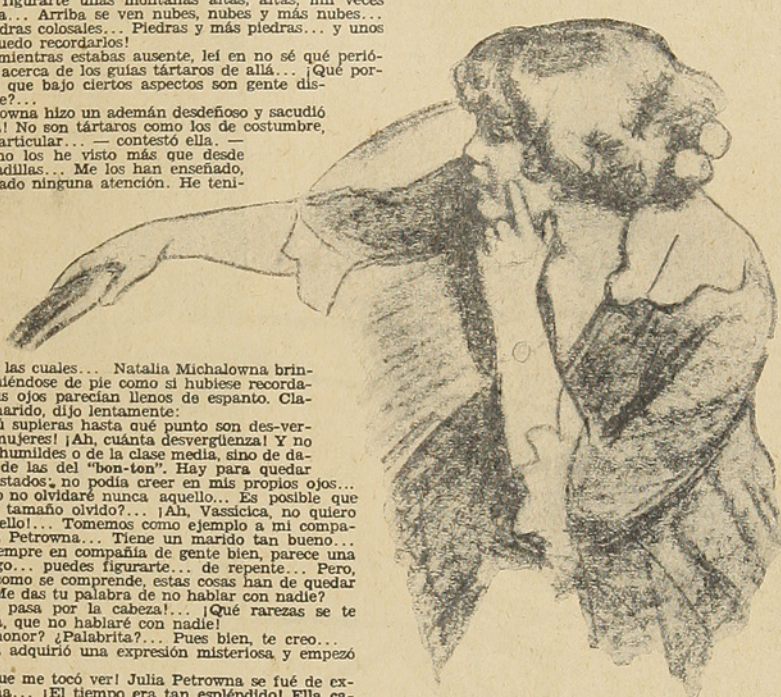 figurarte unas montañas altas, altas, mil veces
... Arriba se ven nubes, nubes y más nubes...
dras colosales... Piedras y más piedras... y unos
uedo recordarlos!
mientras estabas ausente, leí en no sé qué perió-
acerca de los guías tártaros de allá... ¡Qué por-
que bajo ciertos aspectos son gente dis-
e?...
owna hizo un ademán desdeñoso y sacudió
! No son tártaros como los de costumbre,
articular... — contestó ella. —
no los he visto más que desde
adillas... Me los han enseñado,
ado ninguna atención. He teni-
las cuales... Natalia Michalowna brin-
niéndose de pie como si hubiese recorda-
s ojos parecían llenos de espanto. Cla-
marido, dijo lentamente:
ú supieras hasta qué punto son des-ver-
mujeres! ¡Ah, cuánta desvergüenza! Y no
humildes o de la clase media, sino de da-
de las del "bon-ton". Hay para quedar
stados; no podía creer en mis propios ojos...
o no olvidaré nunca aquello... Es posible que
tamaño olvido?... ¡Ah, Vassicica, no quiero
ello!... Tomemos como ejemplo a mi compa-
Petrowna... Tiene un marido tan bueno...
empre en compañía de gente bien, parece una
go... puedes figurarte... de repente... Pero,
como se comprende, estas cosas han de quedar
Me das tu palabra de no hablar con nadie?
pasa por la cabeza!... ¡Qué rarezas se te
, que no hablaré con nadie!
honor? ¿Palabrita?... Pues bien, te creo...
adquirió una expresión misteriosa y empezó
ue me tocó ver! Julia Petrowna se fué de ex-
a... ¡El tiempo era tan espléndido! Ella ca-